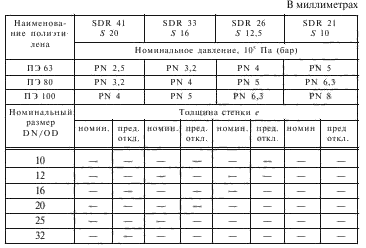 В миллиметрах
Наименова-
ние полиэти-
лена
SDR 41
S 20
SDR 33
S 16
SDR 26
S 12,5
SDR 21
S 10
Номинальное давление, 10⁵ Па (бар)
ПЭ 63 PN 2,5 PN 3,2 PN 4 PN 5
ПЭ 80 PN 3,2 PN 4 PN 5 PN 6,3
ПЭ 100 PN 4 PN 5 PN 6,3 PN 8
Номинальный
размер
DN/OD
Толщина стенки e
номин. пред. откл. номин. пред. откл. номин. пред. откл. номин пред откл.
10 — — — — — — — —
12 — — — — — — — —
16 — — — — — — — —
20 — — — — — — — —
25 — — — — — — — —
32 — — — — — — — —